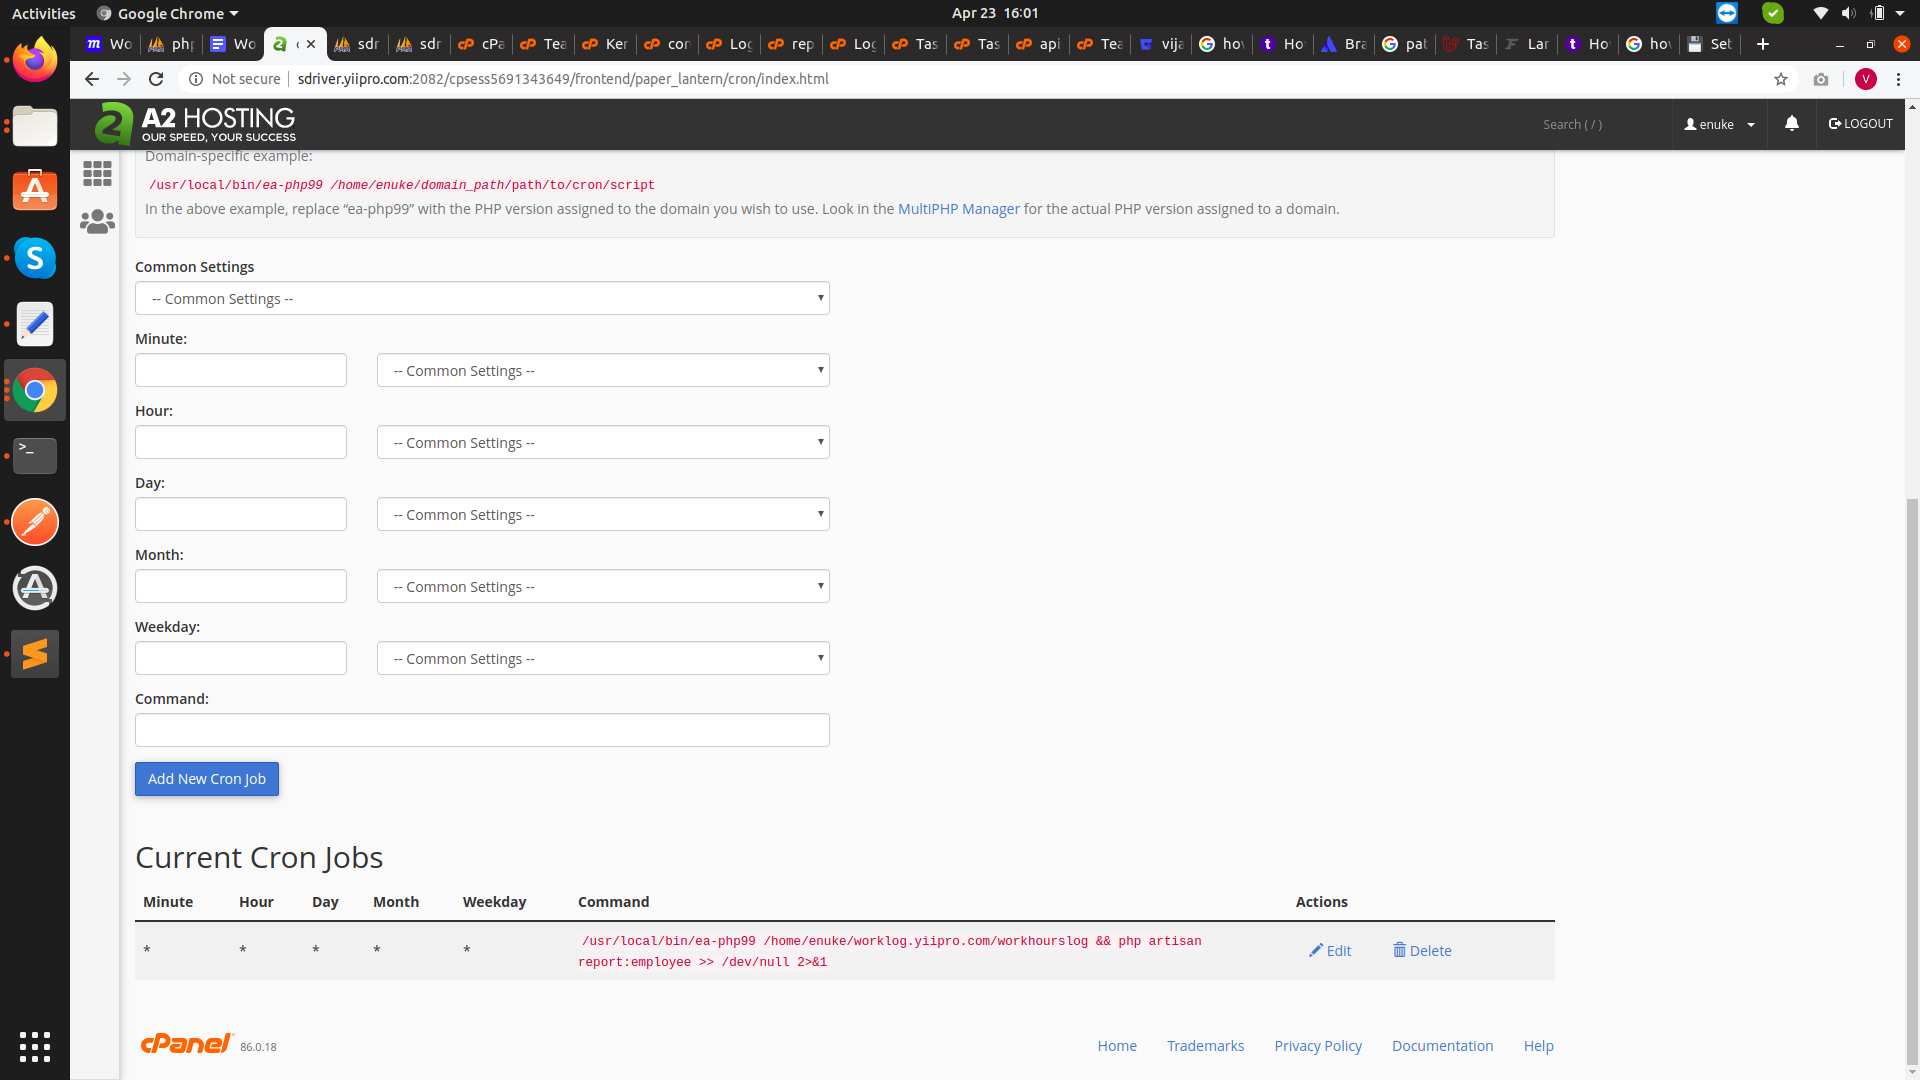 Activities
Google Chrome
Apr 23 16:01
Wo
php
Wo
sdr
sdr
cPa
Tea
Ker
cor
Log
rep
Log
Tas
Tas
api
Tea
vija
hov
Ho
Bra
pat
Tas
Lar
Ho
hov
Set
Not secure
sdriver.yiipro.com:2082/cpsess5691343649/frontend/paper_lantern/cron/index.html
V
A2 HOSTING
OUR SPEED, YOUR SUCCESS
Search ( / )
enuke
LOGOUT
Domain-specific example:
/usr/local/bin/ea-php99 /home/enuke/domain_path/path/to/cron/script
In the above example, replace “ea-php99” with the PHP version assigned to the domain you wish to use. Look in the MultiPHP Manager for the actual PHP version assigned to a domain.
Common Settings
-- Common Settings --
Minute:
-- Common Settings --
Hour:
-- Common Settings --
Day:
-- Common Settings --
Month:
-- Common Settings --
Weekday:
-- Common Settings --
Command:
Add New Cron Job
Current Cron Jobs
Minute Hour Day Month Weekday Command Actions
* * * * * /usr/local/bin/ea-php99 /home/enuke/worklog.yiipro.com/workhourslog && php artisan
report:employee >> /dev/null 2>&1
Edit Delete
cPanel 86.0.18
Home Trademarks Privacy Policy Documentation Help